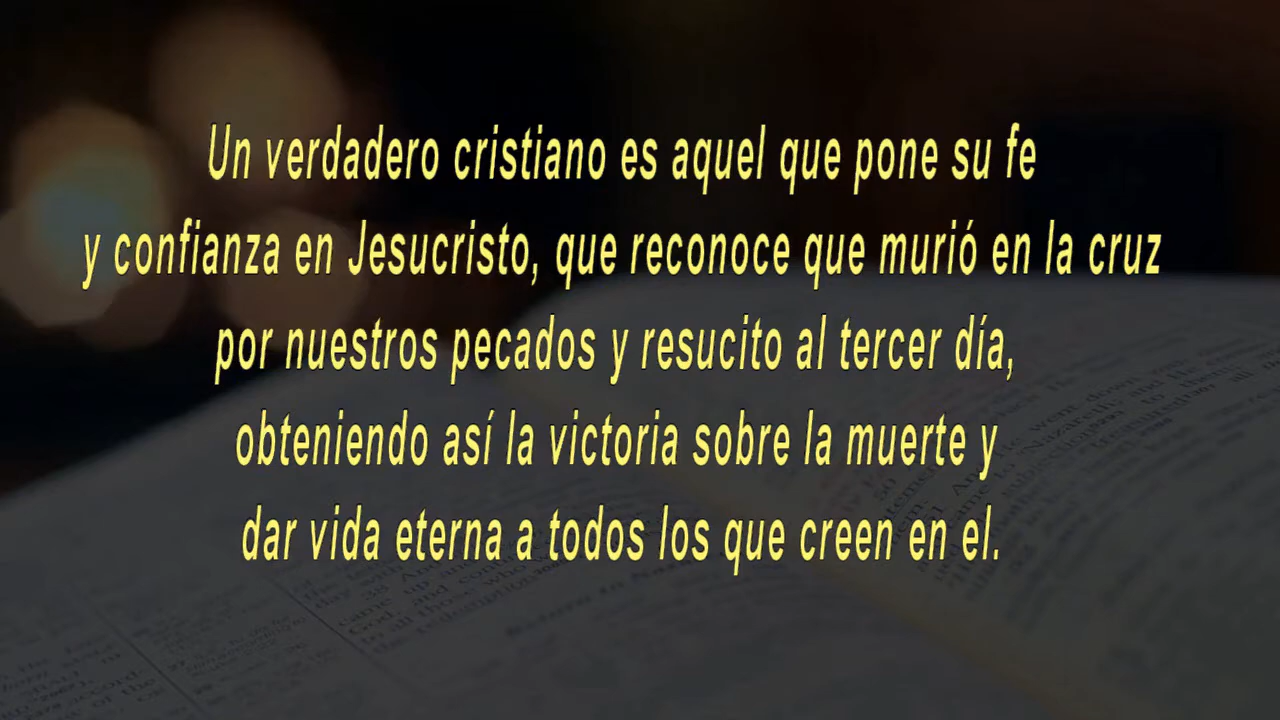 Un verdadero cristiano es aquel que pone su fe
y confianza en Jesucristo, que reconoce que murió en la cruz
por nuestros pecados y resucito al tercer día,
obteniendo así la victoria sobre la muerte y
dar vida eterna a todos los que creen en el.